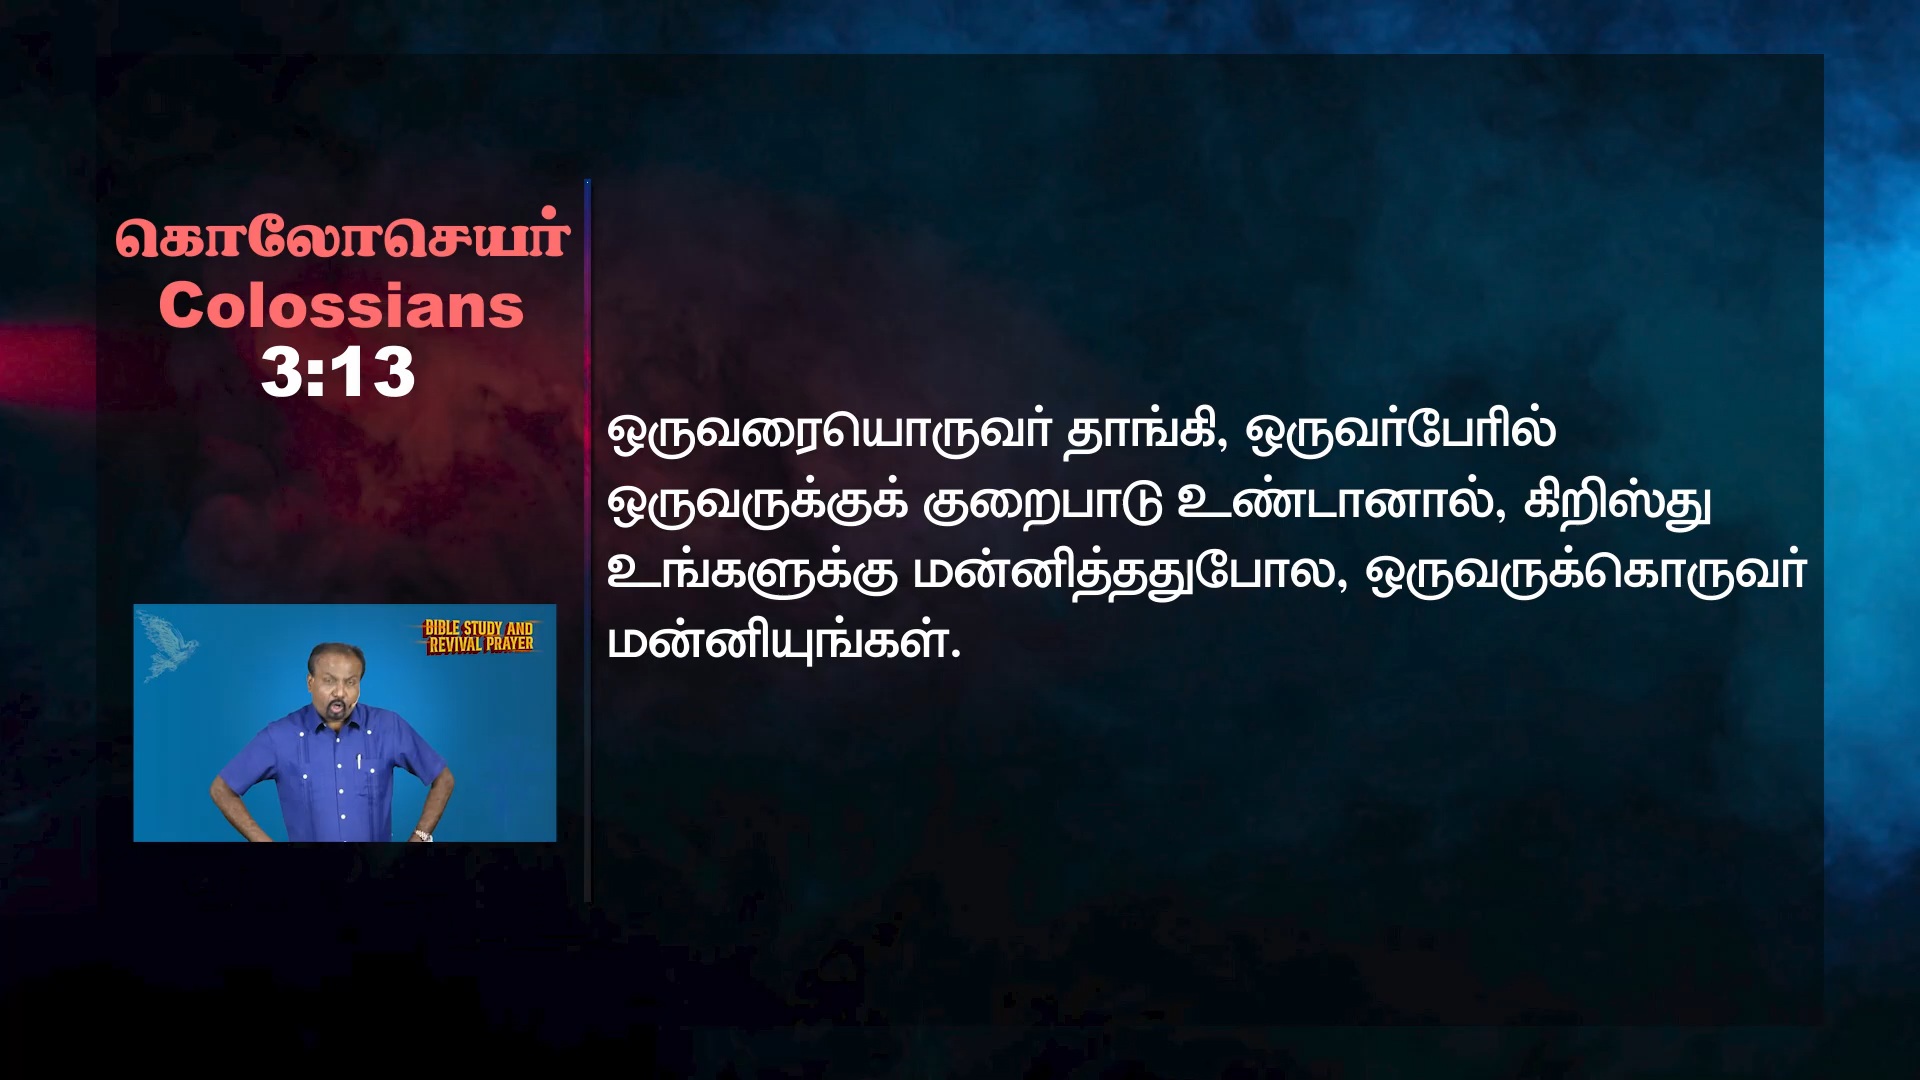 கொலோசெயர்
Colossians
3:13
ஒருவரையொருவர் தாங்கி, ஒருவர்பேரில்
ஒருவருக்குக் குறைபாடு உண்டானால், கிறிஸ்து
உங்களுக்கு மன்னித்ததுபோல, ஒருவருக்கொருவர்
மன்னியுங்கள்.
BIBLE STUDY AND
REVIVAL PRAYER